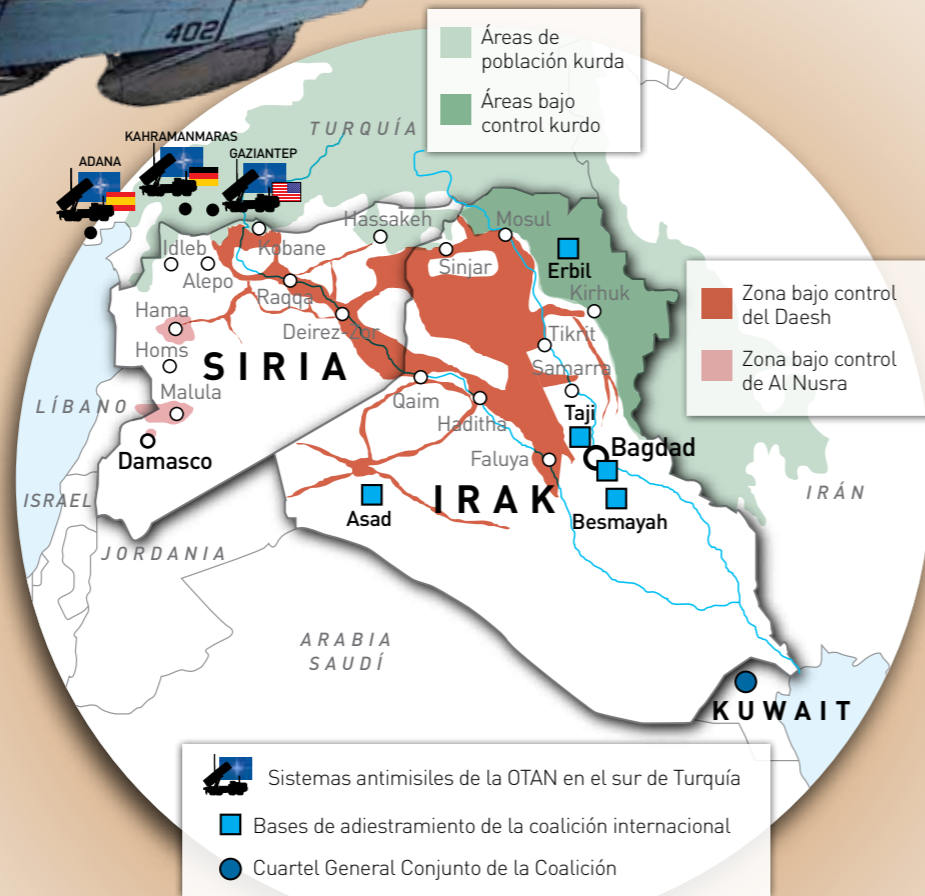 402
Áreas de
población kurda
Áreas bajo
control kurdo
TURQUÍA
KAHRAMANMARAS
ADANA
GAZIANTEP
Hassakeh
Mosul
Idleb
Kobane
Sinjar
Erbil
Alepo
Raqqa
Kirhuk
Hama
Deirez-Zor
Tikrit
Homs
SIRIA
Samarra
Malula
Qaim
Taji
LÍBANO
Haditha
Bagdad
Damasco
Faluya
ISRAEL
Asad
IRAK
Besmayah
IRÁN
JORDANIA
Zona bajo control
del Daesh
Zona bajo control
de Al Nusra
ARABIA
SAUDÍ
KUWAIT
Sistemas antimisiles de la OTAN en el sur de Turquía
Bases de adiestramiento de la coalición internacional
Cuartel General Conjunto de la Coalición